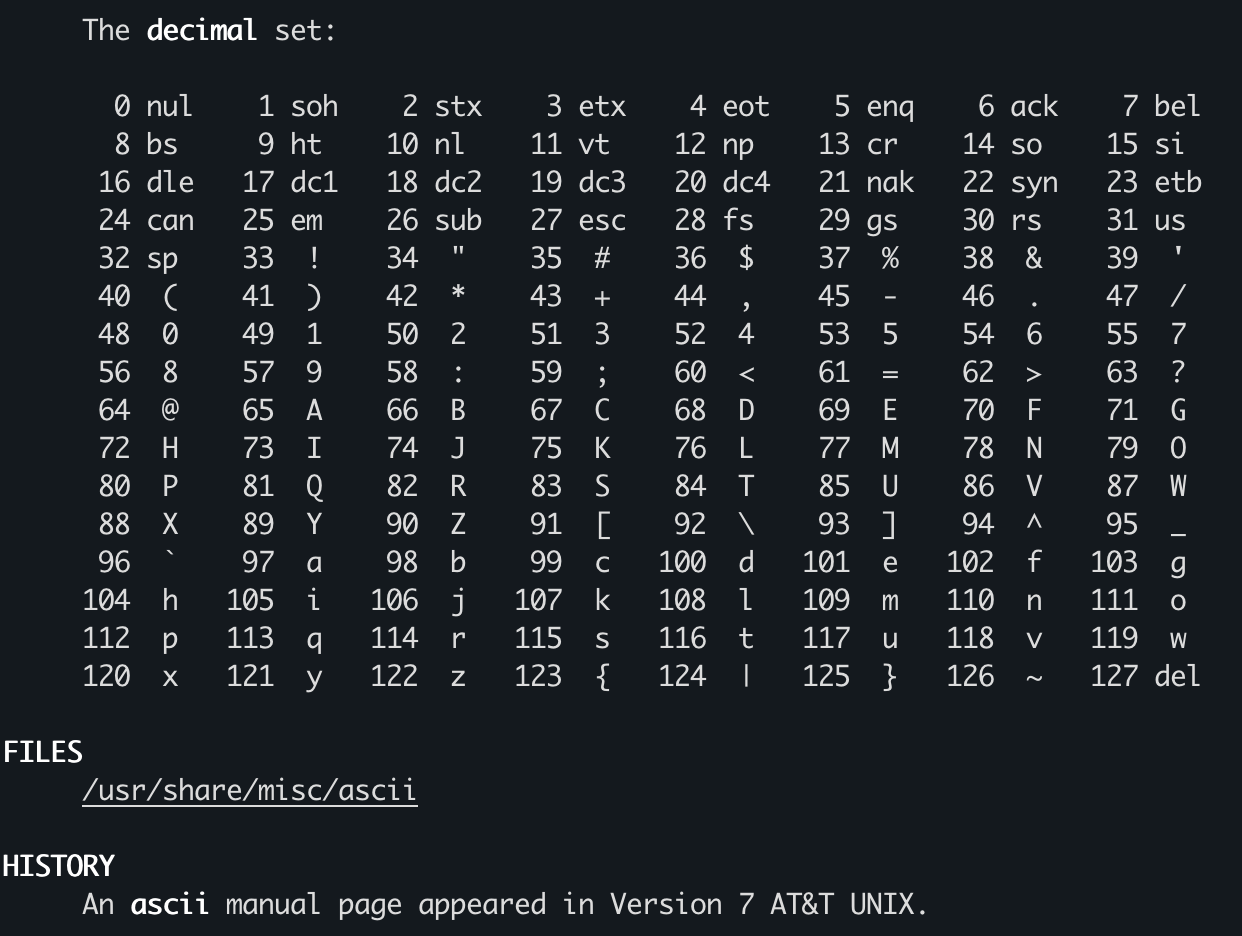 The decimal set:
0 nul 1 soh 2 stx 3 etx 4 eot 5 enq 6 ack 7 bel
8 bs 9 ht 10 nl 11 vt 12 np 13 cr 14 so 15 si
16 dle 17 dc1 18 dc2 19 dc3 20 dc4 21 nak 22 syn 23 etb
24 can 25 em 26 sub 27 esc 28 fs 29 gs 30 rs 31 us
32 sp 33 ! 34 " 35 # 36 $ 37 % 38 & 39 '
40 ( 41 ) 42 * 43 + 44 , 45 - 46 . 47 /
48 0 49 1 50 2 51 3 52 4 53 5 54 6 55 7
56 8 57 9 58 : 59 ; 60 < 61 = 62 > 63 ?
64 @ 65 A 66 B 67 C 68 D 69 E 70 F 71 G
72 H 73 I 74 J 75 K 76 L 77 M 78 N 79 O
80 P 81 Q 82 R 83 S 84 T 85 U 86 V 87 W
88 X 89 Y 90 Z 91 [ 92 \ 93 ] 94 ^ 95 _
96 ` 97 a 98 b 99 c 100 d 101 e 102 f 103 g
104 h 105 i 106 j 107 k 108 l 109 m 110 n 111 o
112 p 113 q 114 r 115 s 116 t 117 u 118 v 119 w
120 x 121 y 122 z 123 { 124 | 125 } 126 ~ 127 del
FILES
/usr/share/misc/ascii
HISTORY
An ascii manual page appeared in Version 7 AT&T UNIX.